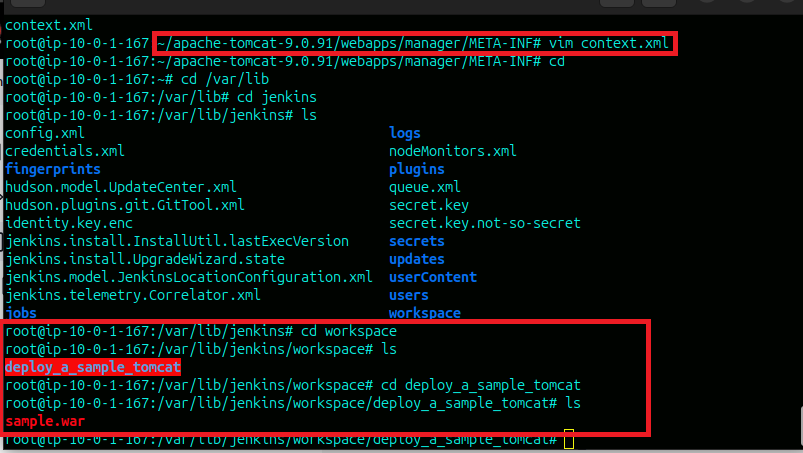 context.xml
root@ip-10-0-1-167:~/apache-tomcat-9.0.91/webapps/manager/META-INF# vim context.xml
root@ip-10-0-1-167:~/apache-tomcat-9.0.91/webapps/manager/META-INF# cd
root@ip-10-0-1-167:~# cd /var/lib
root@ip-10-0-1-167:/var/lib# cd jenkins
root@ip-10-0-1-167:/var/lib/jenkins# ls
config.xml logs
credentials.xml nodeMonitors.xml
fingerprints plugins
hudson.model.UpdateCenter.xml queue.xml
hudson.plugins.git.GitTool.xml secret.key
identity.key.enc secret.key.not-so-secret
jenkins.install.InstallUtil.lastExecVersion secrets
jenkins.install.UpgradeWizard.state updates
jenkins.model.JenkinsLocationConfiguration.xml userContent
jenkins.telemetry.Correlator.xml users
jobs workspace
root@ip-10-0-1-167:/var/lib/jenkins# cd workspace
root@ip-10-0-1-167:/var/lib/jenkins/workspace# ls
deploy_a_sample_tomcat
root@ip-10-0-1-167:/var/lib/jenkins/workspace# cd deploy_a_sample_tomcat
root@ip-10-0-1-167:/var/lib/jenkins/workspace/deploy_a_sample_tomcat# ls
sample.war
root@ip-10-0-1-167:/var/lib/jenkins/workspace/deploy_a_sample_tomcat#